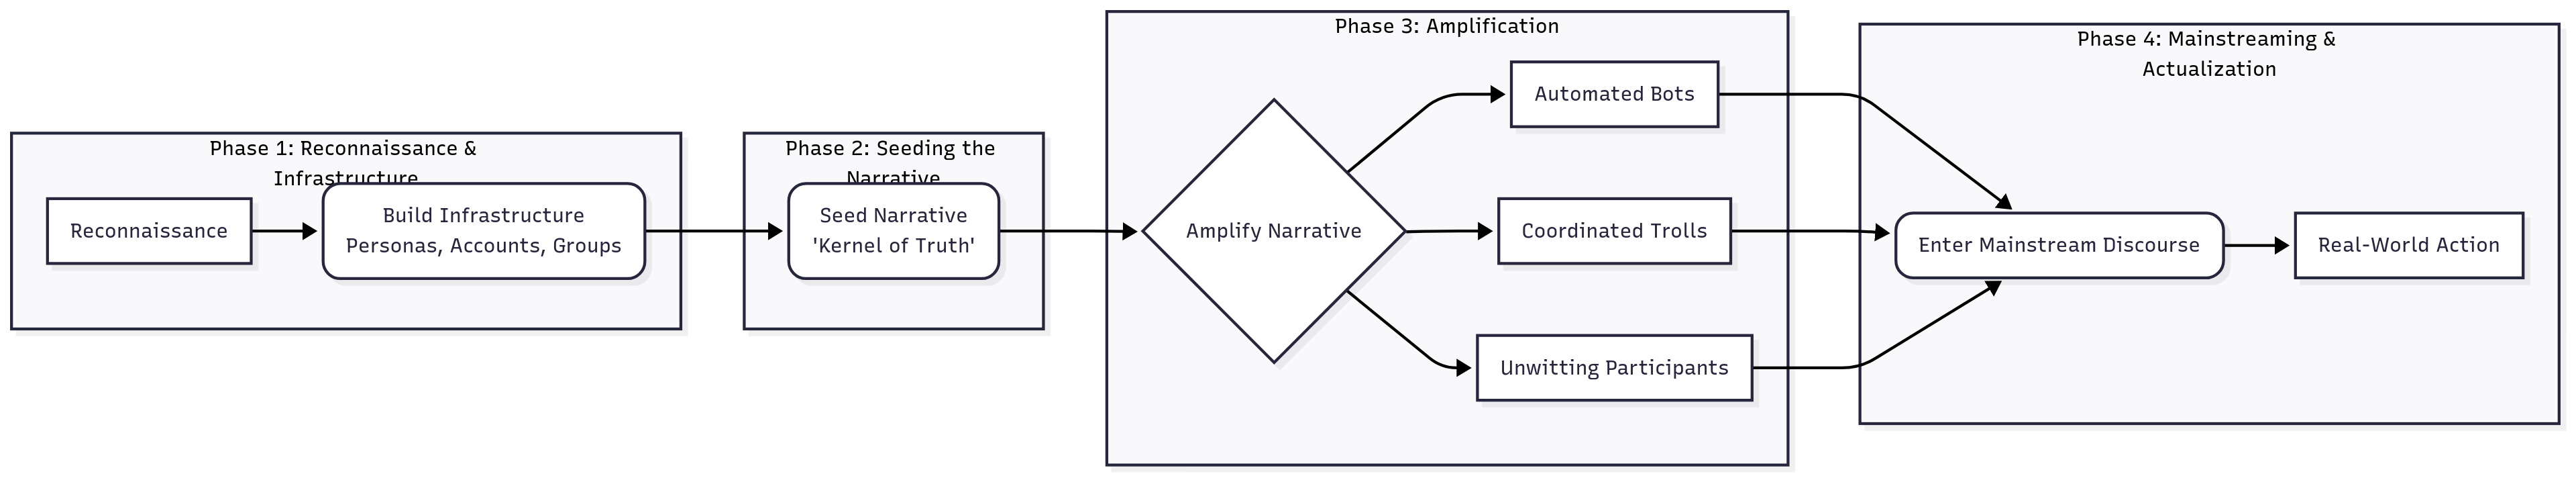 Phase 1: Reconnaissance &
Infrastructure
Reconnaissance
Build Infrastructure
Personas, Accounts, Groups
Phase 2: Seeding the
Narrative
Seed Narrative
'Kernel of Truth'
Phase 3: Amplification
Amplify Narrative
Automated Bots
Coordinated Trolls
Unwitting Participants
Phase 4: Mainstreaming &
Actualization
Enter Mainstream Discourse
Real-World Action